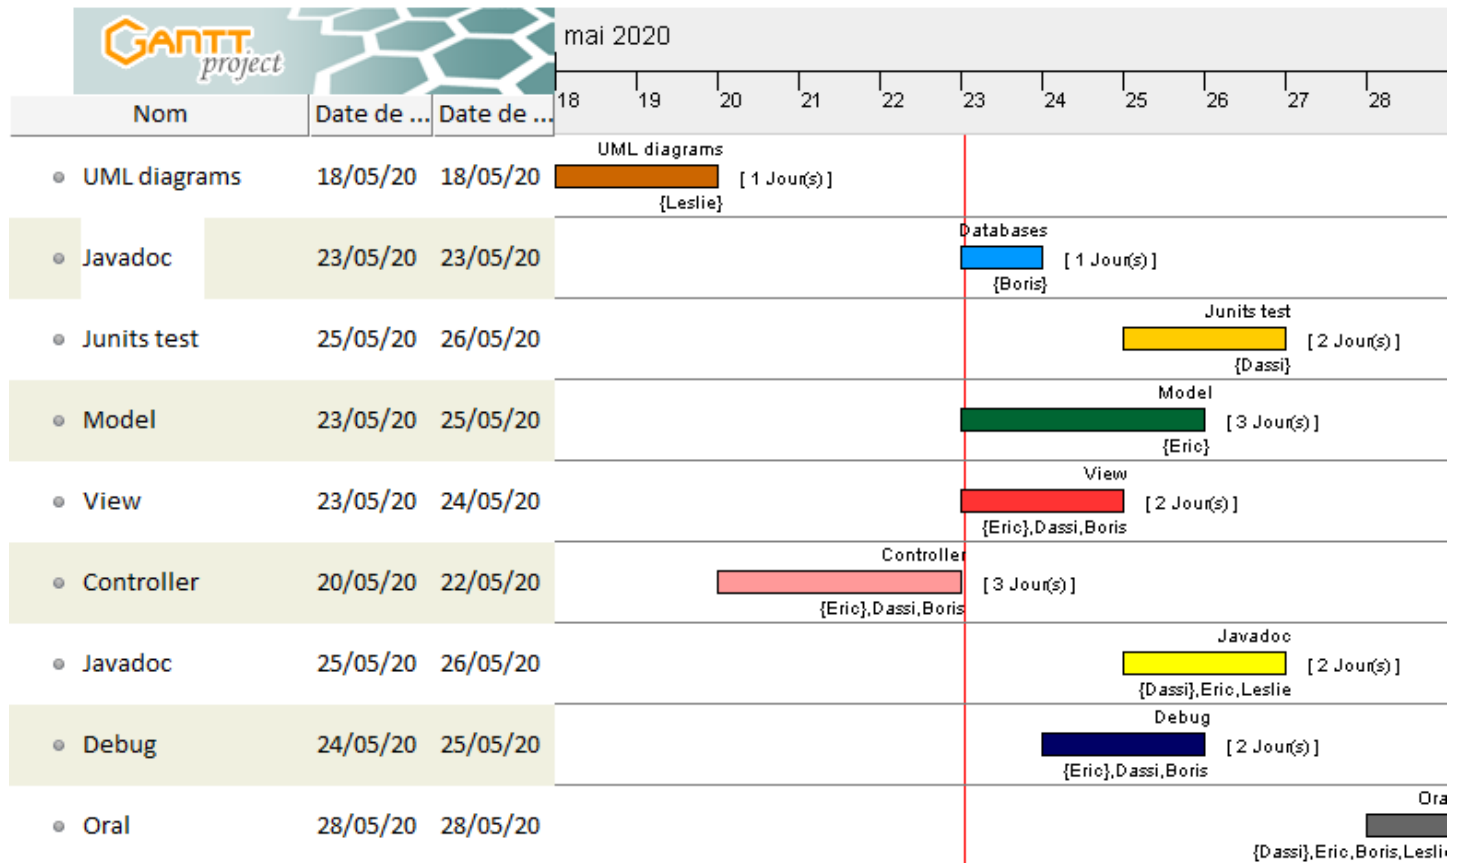 GANTT
project
mai 2020
18 19 20 21 22 23 24 25 26 27 28
Nom Date de ... Date de ...
UML diagrams
UML diagrams 18/05/20 18/05/20 [ 1 Jour(s) ]
{Leslie}
Databases
Javadoc 23/05/20 23/05/20 [ 1 Jour(s) ]
{Boris}
Junits test
Junits test 25/05/20 26/05/20 [ 2 Jour(s) ]
{Dassi}
Model
Model 23/05/20 25/05/20 [ 3 Jour(s) ]
{Eric}
View
View 23/05/20 24/05/20 [ 2 Jour(s) ]
{Eric},Dassi,Boris
Controller
Controller 20/05/20 22/05/20 [ 3 Jour(s) ]
{Eric},Dassi,Boris
Javadoc
Javadoc 25/05/20 26/05/20 [ 2 Jour(s) ]
{Dassi},Eric,Leslie
Debug
Debug 24/05/20 25/05/20 [ 2 Jour(s) ]
{Eric},Dassi,Boris
Ora
Oral 28/05/20 28/05/20
{Dassi},Eric,Boris,Lesli